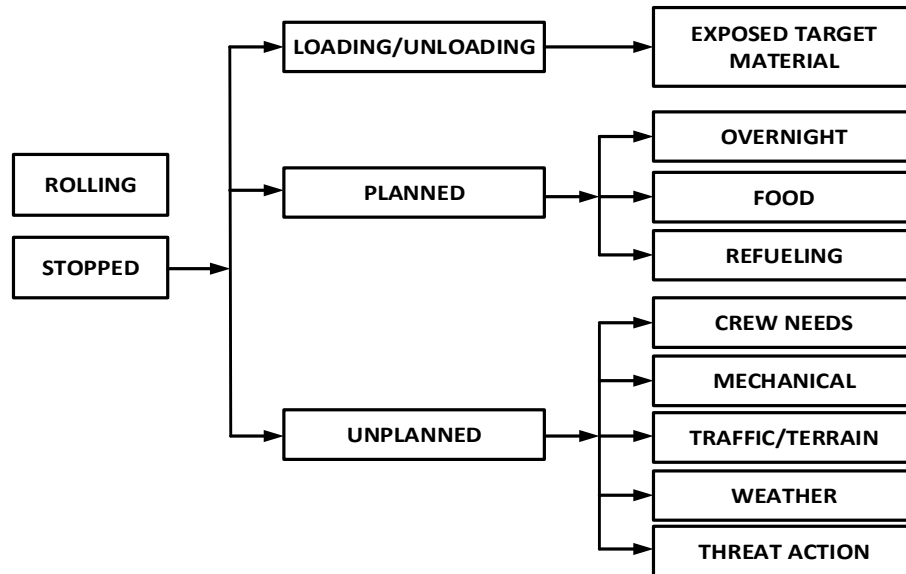 ROLLING
STOPPED
LOADING/UNLOADING
PLANNED
UNPLANNED
EXPOSED TARGET
MATERIAL
OVERNIGHT
FOOD
REFUELING
CREW NEEDS
MECHANICAL
TRAFFIC/TERRAIN
WEATHER
THREAT ACTION